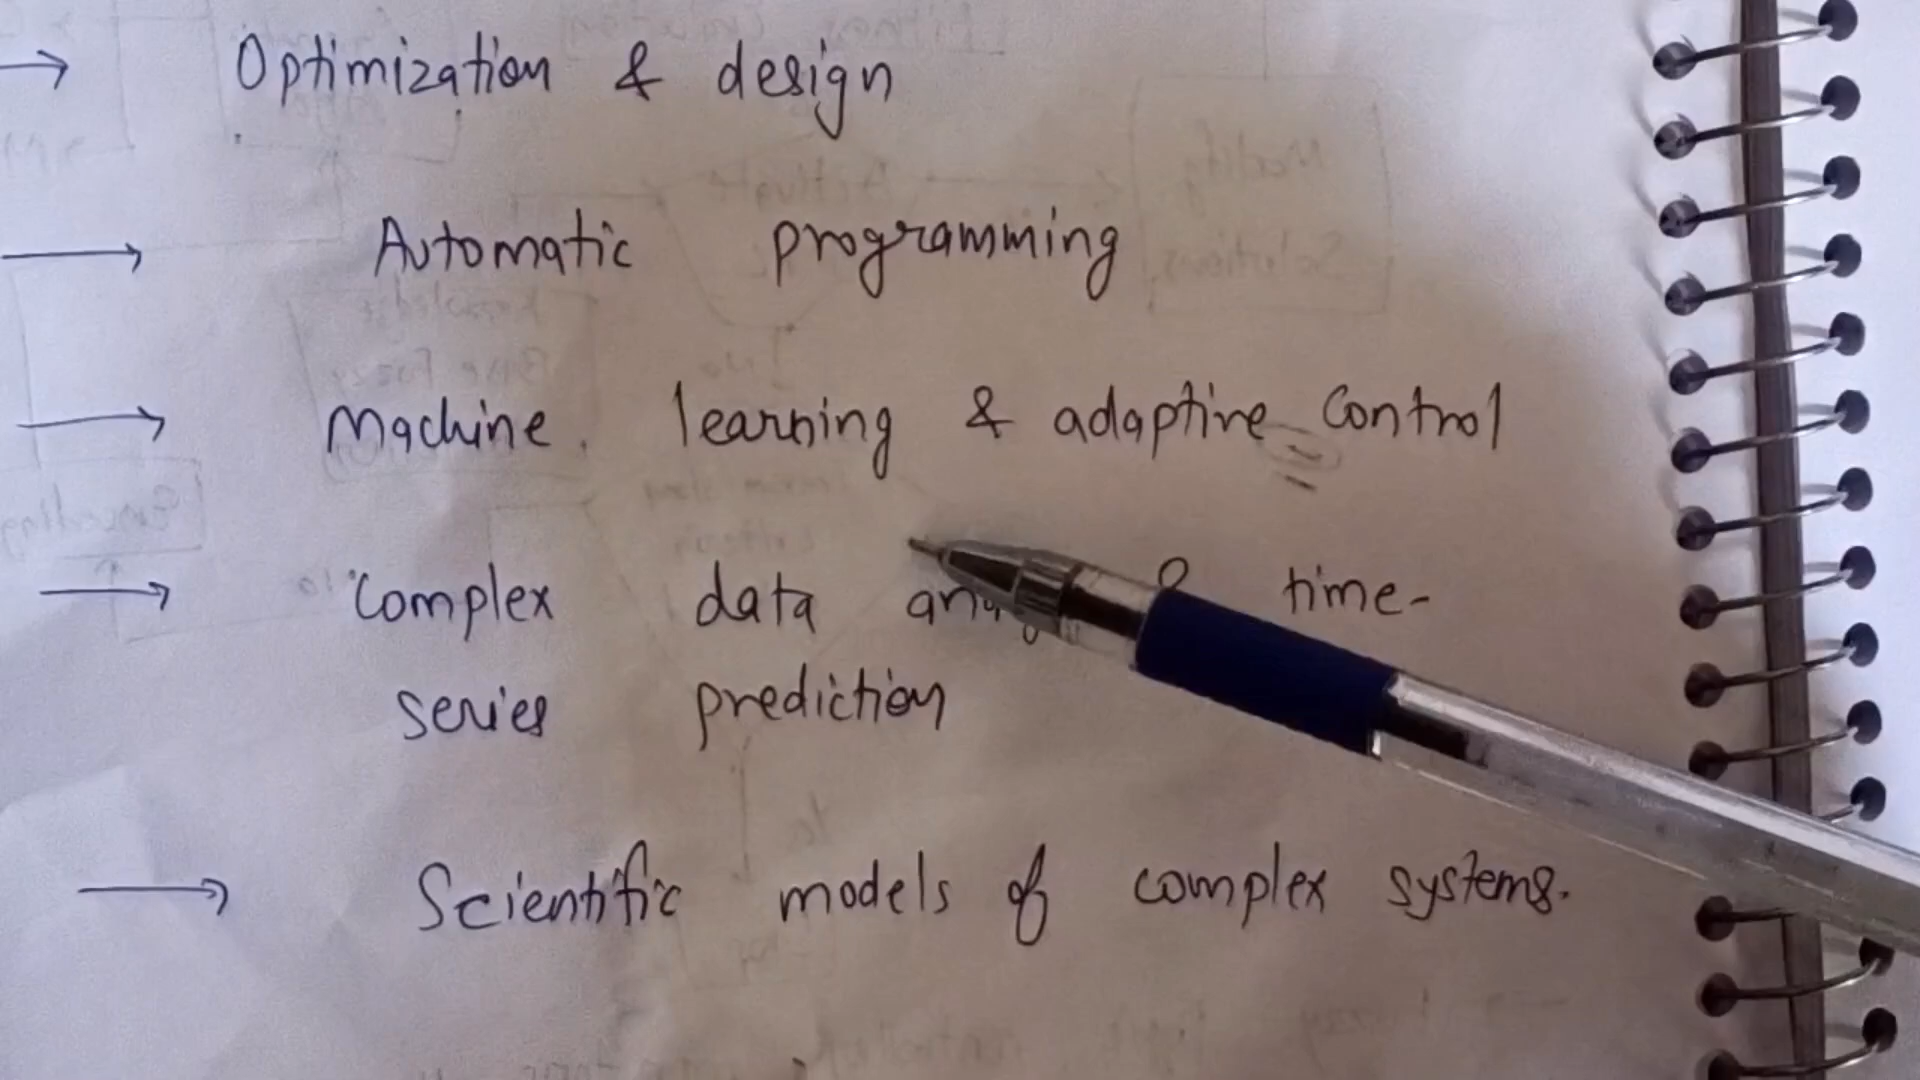 → Optimization & design
→ Automatic programming
→ Machine learning & adaptive control
→ Complex data & time-
series prediction
→ Scientific models of complex systems.